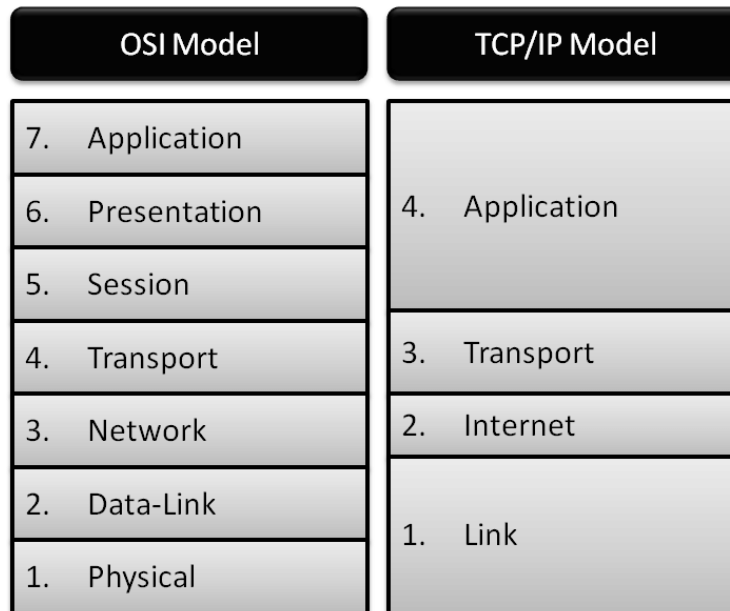 OSI Model
7. Application
6. Presentation
5. Session
4. Transport
3. Network
2. Data-Link
1. Physical
TCP/IP Model
4. Application
3. Transport
2. Internet
1. Link